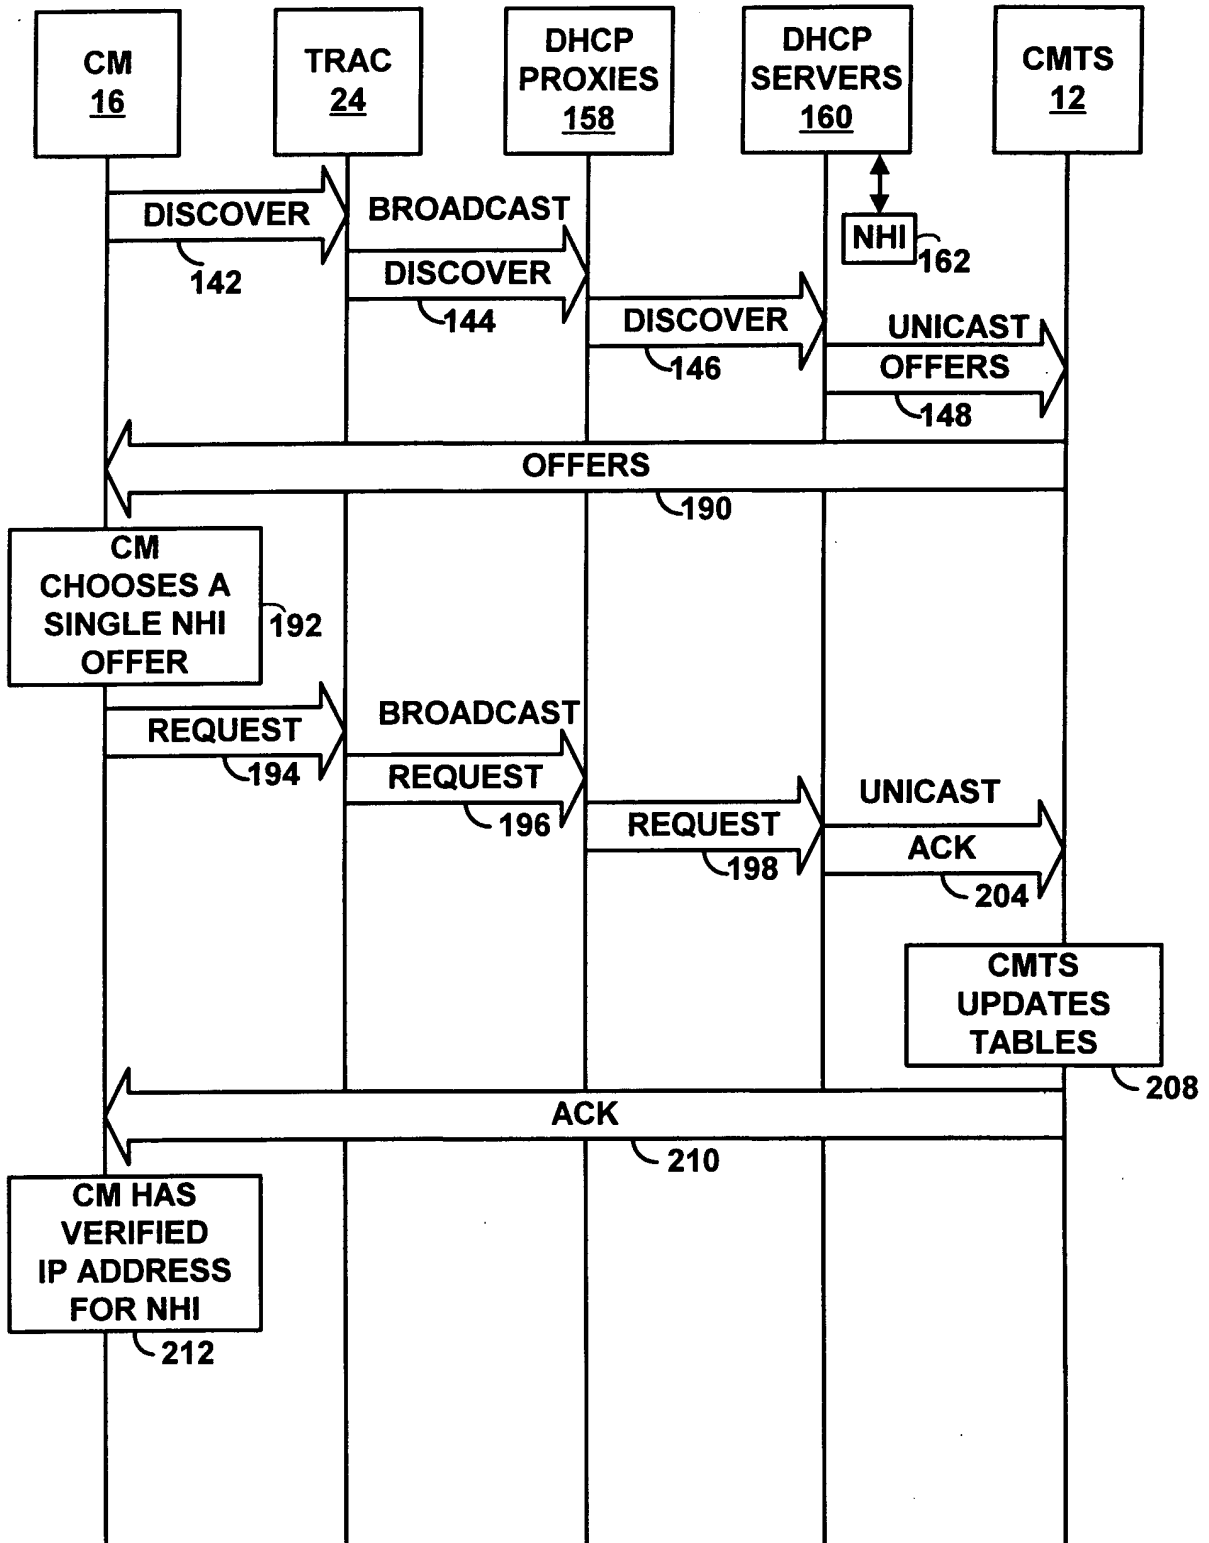 CM
16
TRAC
24
DHCP
PROXIES
158
DHCP
SERVERS
160
CMTS
12
DISCOVER
142
BROADCAST
DISCOVER
144
NHI
162
DISCOVER
146
UNICAST
OFFERS
148
OFFERS
190
CM
CHOOSES A
SINGLE NHI
OFFER
192
REQUEST
194
BROADCAST
REQUEST
196
REQUEST
198
UNICAST
ACK
204
CMTS
UPDATES
TABLES
208
ACK
210
CM HAS
VERIFIED
IP ADDRESS
FOR NHI
212